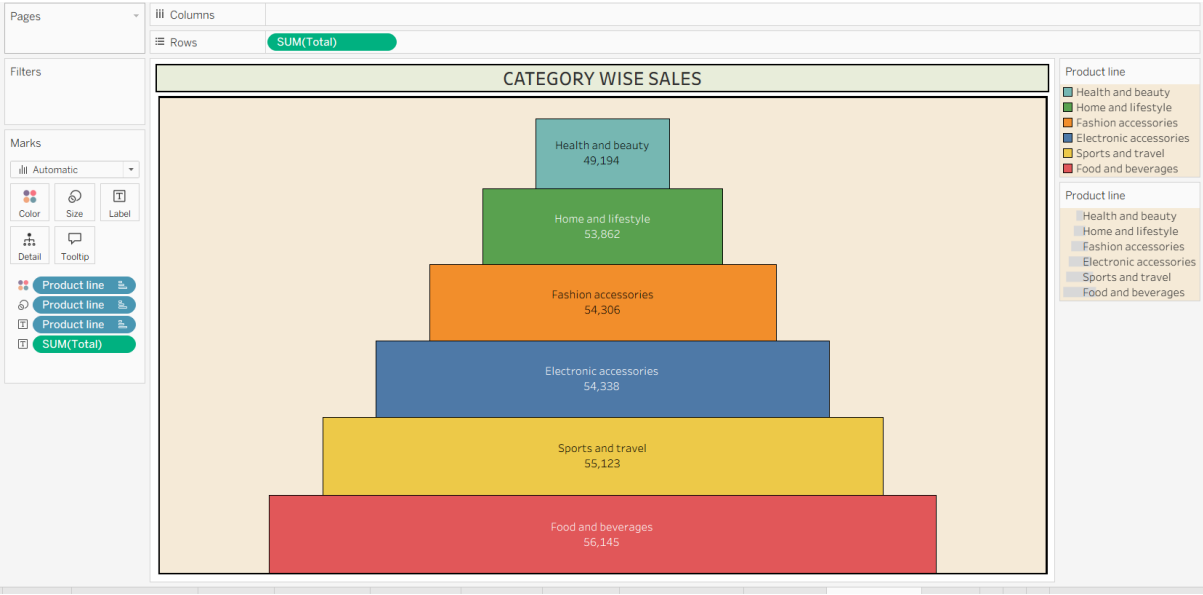 Pages
Columns
Rows
SUM(Total)
Filters
Marks
Automatic
Color
Size
Label
Detail
Tooltip
Product line
Product line
Product line
SUM(Total)
CATEGORY WISE SALES
Health and beauty
49,194
Home and lifestyle
53,862
Fashion accessories
54,306
Electronic accessories
54,338
Sports and travel
55,123
Food and beverages
56,145
Product line
Health and beauty
Home and lifestyle
Fashion accessories
Electronic accessories
Sports and travel
Food and beverages
Product line
Health and beauty
Home and lifestyle
Fashion accessories
Electronic accessories
Sports and travel
Food and beverages